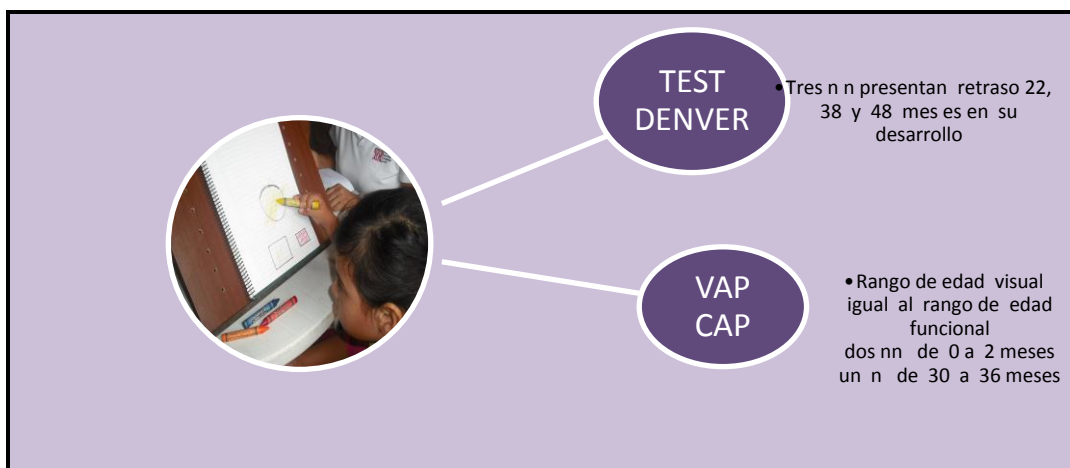 TEST
DENVER
•Tres n n presentan retraso 22,
38 y 48 mes es en su
desarrollo
VAP
CAP
•Rango de edad visual
igual al rango de edad
funcional
dos nn de 0 a 2 meses
un n de 30 a 36 meses